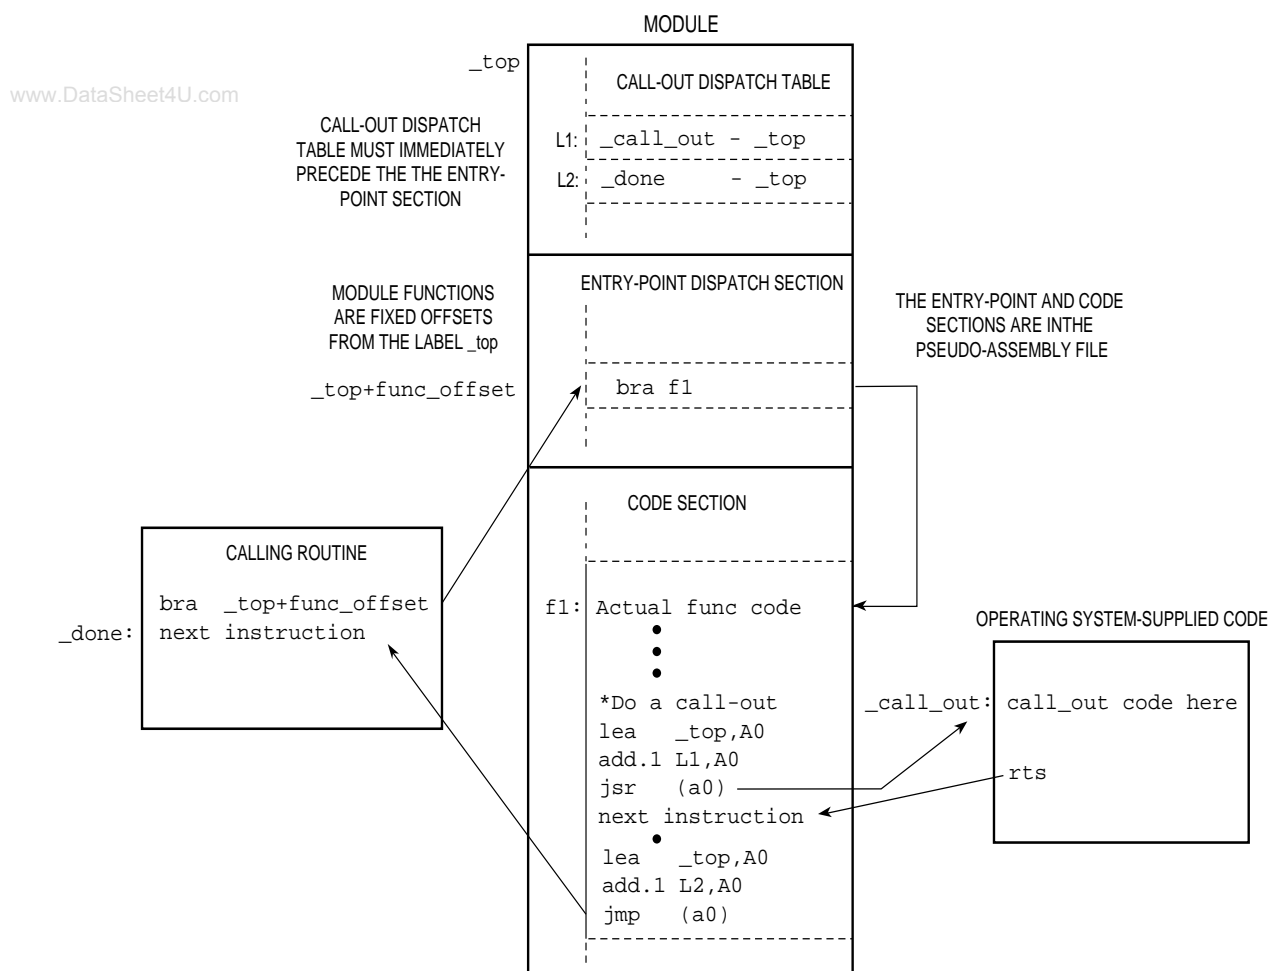 MODULE
_top
www.DataSheet4U.com
CALL-OUT DISPATCH TABLE
CALL-OUT DISPATCH
TABLE MUST IMMEDIATELY
PRECEDE THE THE ENTRY-
POINT SECTION
L1: _call_out - _top
L2: _done - _top
ENTRY-POINT DISPATCH SECTION
MODULE FUNCTIONS
ARE FIXED OFFSETS
FROM THE LABEL _top
THE ENTRY-POINT AND CODE
SECTIONS ARE INTHE
PSEUDO-ASSEMBLY FILE
_top+func_offset
bra f1
CODE SECTION
CALLING ROUTINE
bra _top+func_offset
_done: next instruction
f1: Actual func code
*Do a call-out
lea _top,A0
add.1 L1,A0
jsr (a0)
next instruction
lea _top,A0
add.1 L2,A0
jmp (a0)
OPERATING SYSTEM-SUPPLIED CODE
_call_out: call_out code here
rts